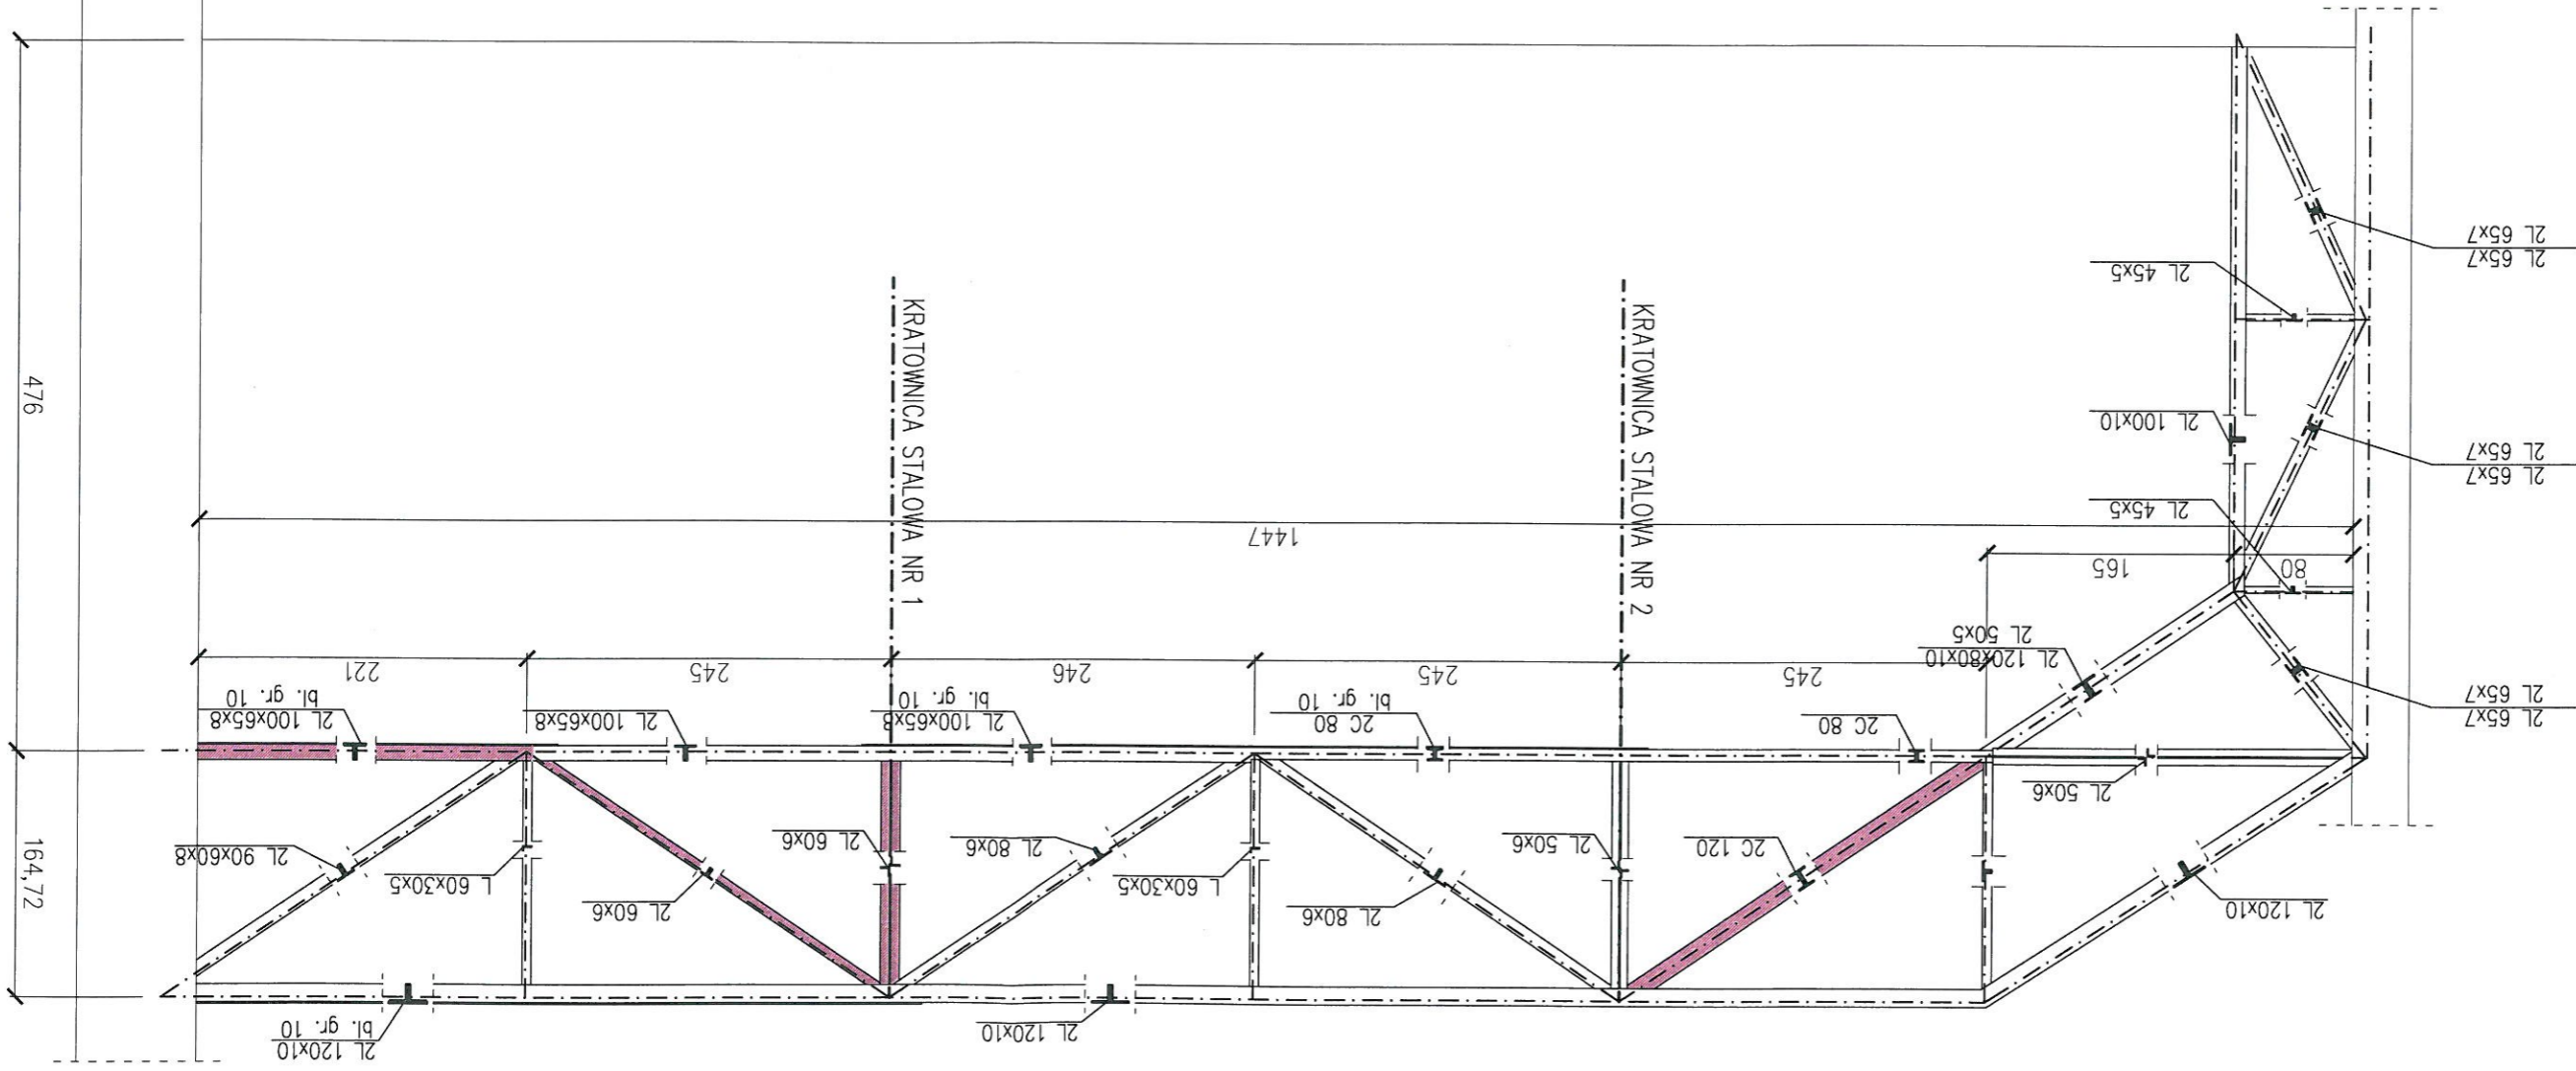 2L 120x10
bl. gr. 10
2L 120x10
2L 120x10
2C 120
2L 50x6
2L 80x6
L 60x30x5
2L 80x6
2L 60x6
2L 60x6
L 60x30x5
2L 90x60x8
164,72
2L 50x6
2C 80
2C 80
bl. gr. 10
2L 100x65x8
bl. gr. 10
2L 100x65x8
2L 100x65x8
bl. gr. 10
2L 65x7
2L 65x7
2L 120x80x10
2L 50x5
245
245
246
245
221
80
165
1447
2L 45x5
2L 65x7
2L 65x7
2L 100x10
KRATOWNICA STALOWA NR 2
KRATOWNICA STALOWA NR 1
476
2L 45x5
2L 65x7
2L 65x7